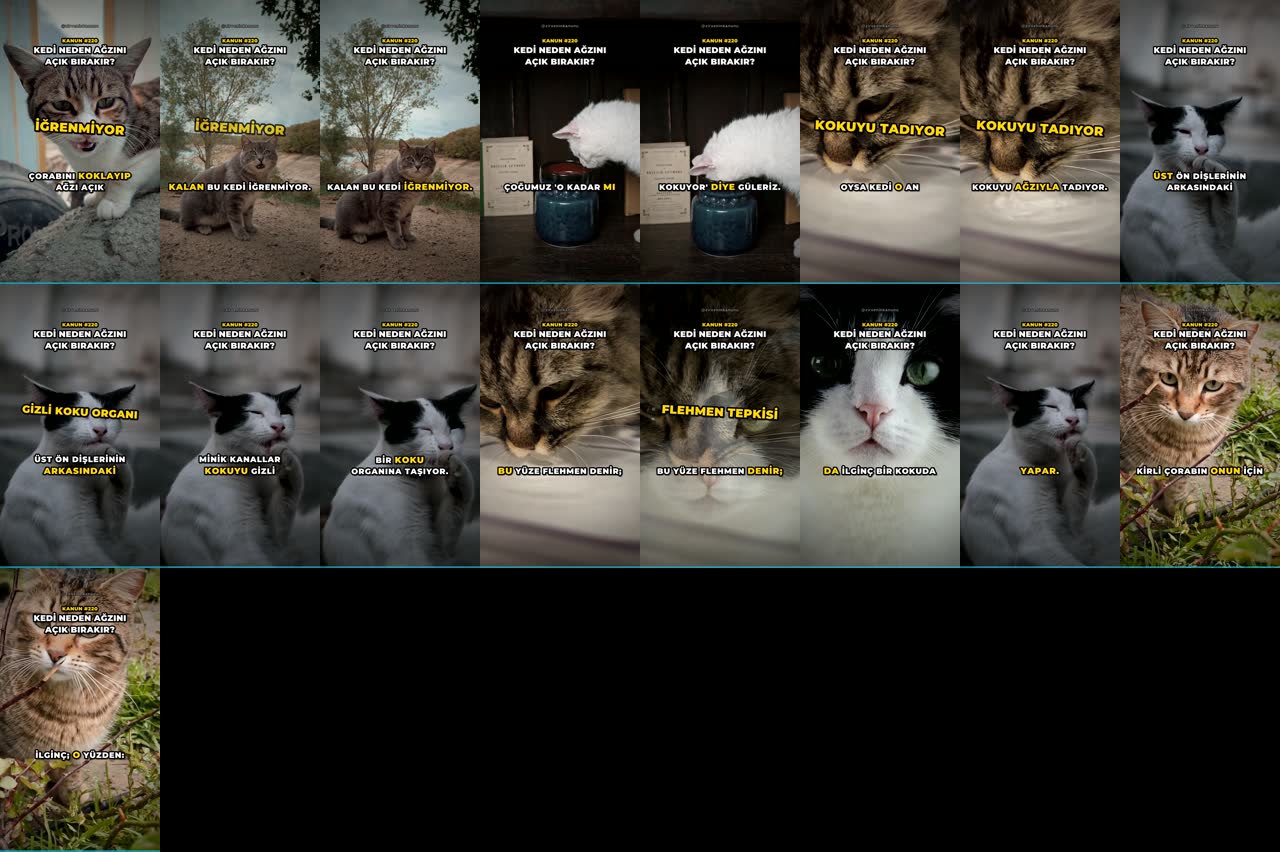 KANUN #220
KEDİ NEDEN AĞZINI
AÇIK BIRAKIR?
İĞRENMİYOR
ÇORABINI KOKLAYIP
AĞZI AÇIK
KANUN #220
KEDİ NEDEN AĞZINI
AÇIK BIRAKIR?
İĞRENMİYOR
KALAN BU KEDİ İĞRENMİYOR.
KANUN #220
KEDİ NEDEN AĞZINI
AÇIK BIRAKIR?
KALAN BU KEDİ İĞRENMİYOR.
KANUN #220
KEDİ NEDEN AĞZINI
AÇIK BIRAKIR?
ÇOĞUMUZ 'O KADAR MI
KANUN #220
KEDİ NEDEN AĞZINI
AÇIK BIRAKIR?
KOKUYOR' DİYE GÜLERİZ.
KANUN #220
KEDİ NEDEN AĞZINI
AÇIK BIRAKIR?
KOKUYU TADIYOR
OYSA KEDİ O AN
KANUN #220
KEDİ NEDEN AĞZINI
AÇIK BIRAKIR?
KOKUYU TADIYOR
KOKUYU AĞZIYLA TADIYOR.
KANUN #220
KEDİ NEDEN AĞZINI
AÇIK BIRAKIR?
ÜST ÖN DİŞLERİNİN
ARKASINDAKİ
KANUN #220
KEDİ NEDEN AĞZINI
AÇIK BIRAKIR?
GİZLİ KOKU ORGANI
ÜST ÖN DİŞLERİNİN
ARKASINDAKİ
KANUN #220
KEDİ NEDEN AĞZINI
AÇIK BIRAKIR?
MİNİK KANALLAR
KOKUYU GİZLİ
KANUN #220
KEDİ NEDEN AĞZINI
AÇIK BIRAKIR?
BİR KOKU
ORGANINA TAŞIYOR.
KANUN #220
KEDİ NEDEN AĞZINI
AÇIK BIRAKIR?
BU YÜZE FLEHMEN DENİR;
KANUN #220
KEDİ NEDEN AĞZINI
AÇIK BIRAKIR?
FLEHMEN TEPKİSİ
BU YÜZE FLEHMEN DENİR;
KANUN #220
KEDİ NEDEN AĞZINI
AÇIK BIRAKIR?
DA İLGİNÇ BİR KOKUDA
KANUN #220
KEDİ NEDEN AĞZINI
AÇIK BIRAKIR?
YAPAR.
KANUN #220
KEDİ NEDEN AĞZINI
AÇIK BIRAKIR?
KİRLİ ÇORABIN ONUN İÇİN
KANUN #220
KEDİ NEDEN AĞZINI
AÇIK BIRAKIR?
İLGİNÇ; O YÜZDEN: